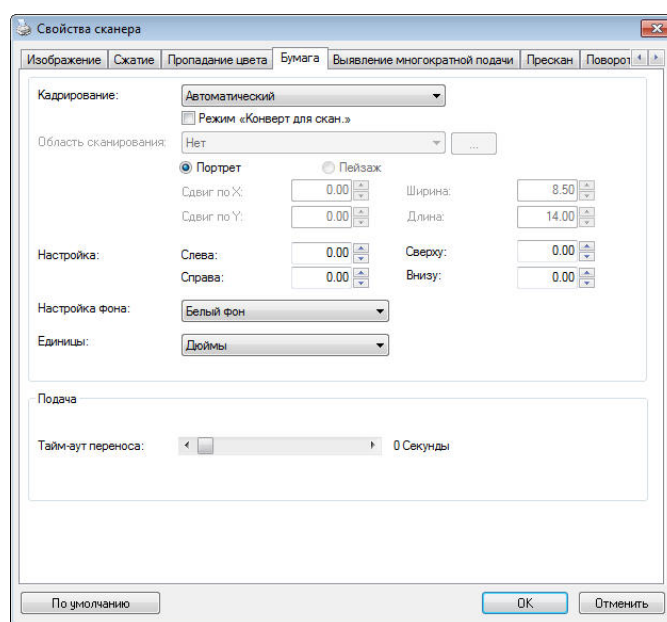 Свойства сканера
Изображение Сжатие Пропадание цвета Бумага Выявление многократной подачи Прескан Поворот
Кадрирование: Автоматический
Режим «Конверт для скан.»
Область сканирования: Нет ...
Портрет Пейзаж
Сдвиг по X: 0.00 Ширина: 8.50
Сдвиг по Y: 0.00 Длина: 14.00
Настройка: Слева: 0.00 Сверху: 0.00
Справа: 0.00 Внизу: 0.00
Настройка фона: Белый фон
Единицы: Дюймы
Подача
Тайм-аут переноса: 0 Секунды
По умолчанию OK Отменить